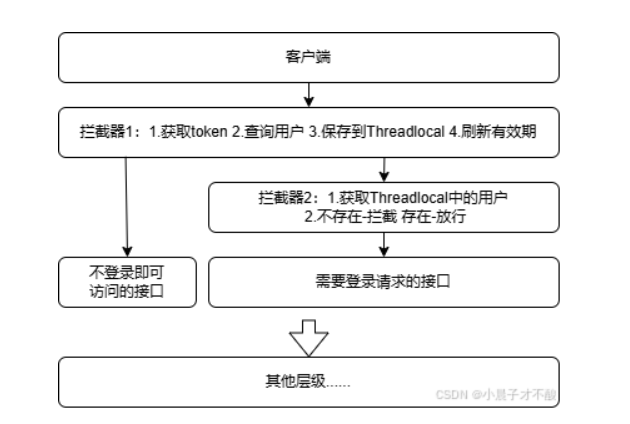 客户端
拦截器1：1.获取token 2.查询用户 3.保存到Threadlocal 4.刷新有效期
拦截器2：1.获取Threadlocal中的用户
2.不存在-拦截 存在-放行
不登录即可
访问的接口
需要登录请求的接口
其他层级......
CSDN @小晨子才不酸